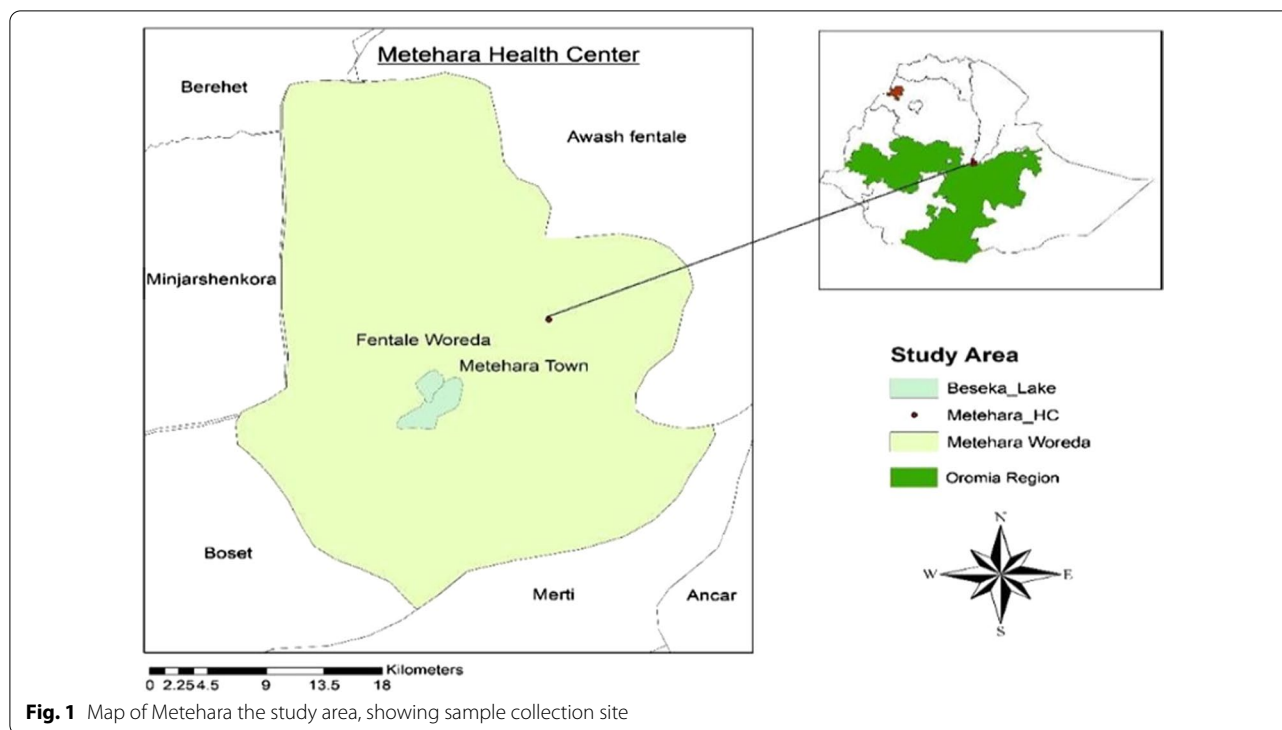 Metehara Health Center
Berehet
Awash fentale
Minjarshenkora
Fentale Woreda
Metehara Town
Boset
Merti
Ancar
Kilometers
0 2.25 4.5 9 13.5 18
Study Area
Beseka_Lake
Metehara_HC
Metehara Woreda
Oromia Region
N
W
E
S
Fig. 1 Map of Metehara the study area, showing sample collection site